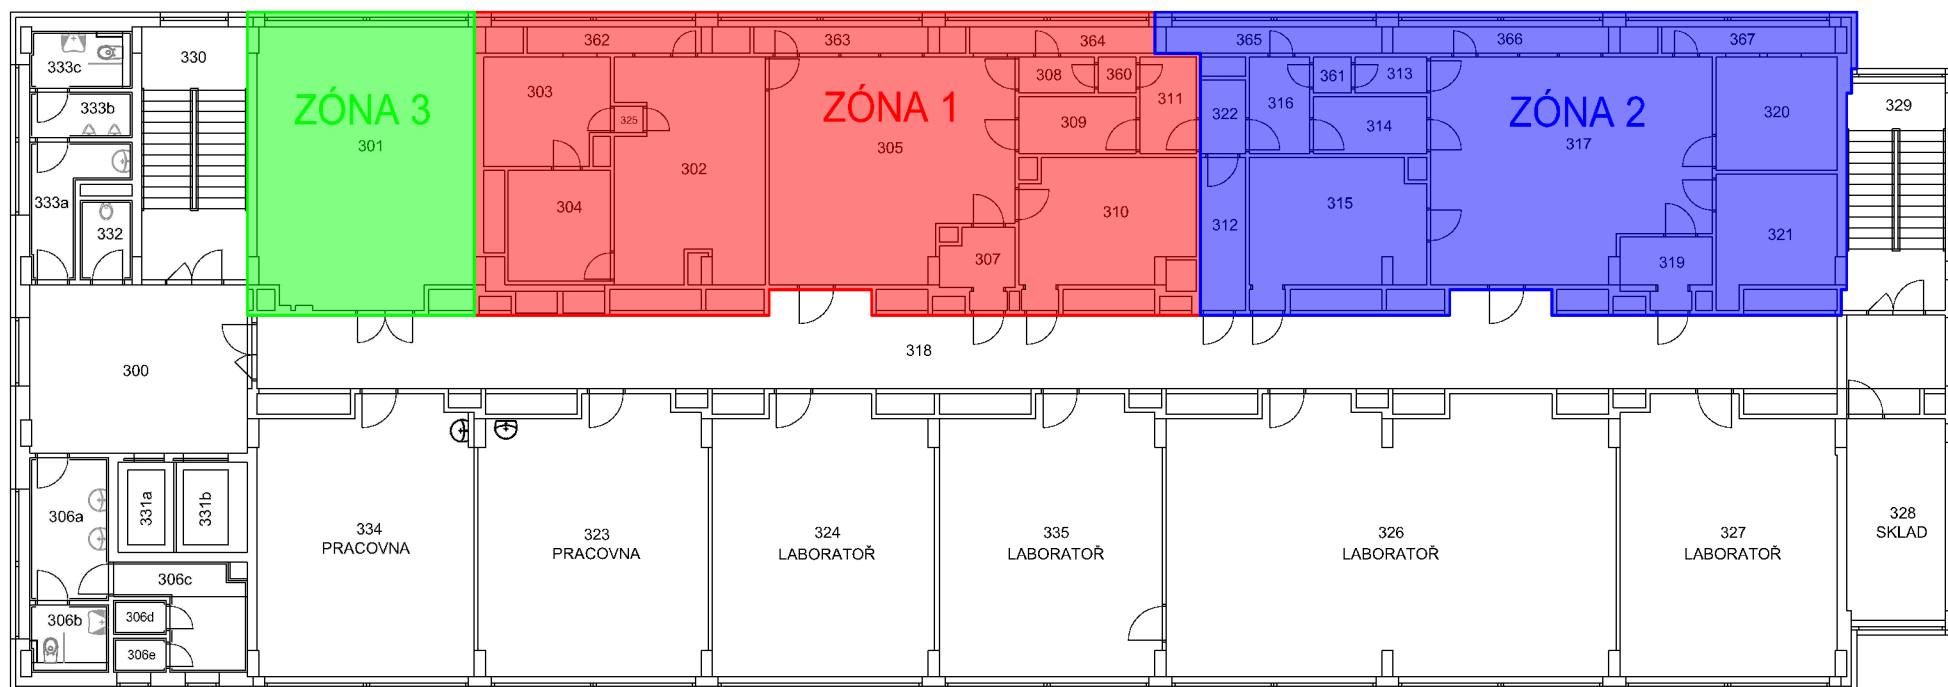 362
363
364
365
366
367
333c
330
333b
333a
332
ZÓNA 3
301
303
325
304
302
ZÓNA 1
305
308
360
311
309
310
307
322
316
361
313
314
312
315
ZÓNA 2
317
319
320
321
329
300
318
306a
331a
331b
306c
306b
306d
306e
334
PRACOVNA
323
PRACOVNA
324
LABORATOŘ
335
LABORATOŘ
326
LABORATOŘ
327
LABORATOŘ
328
SKLAD